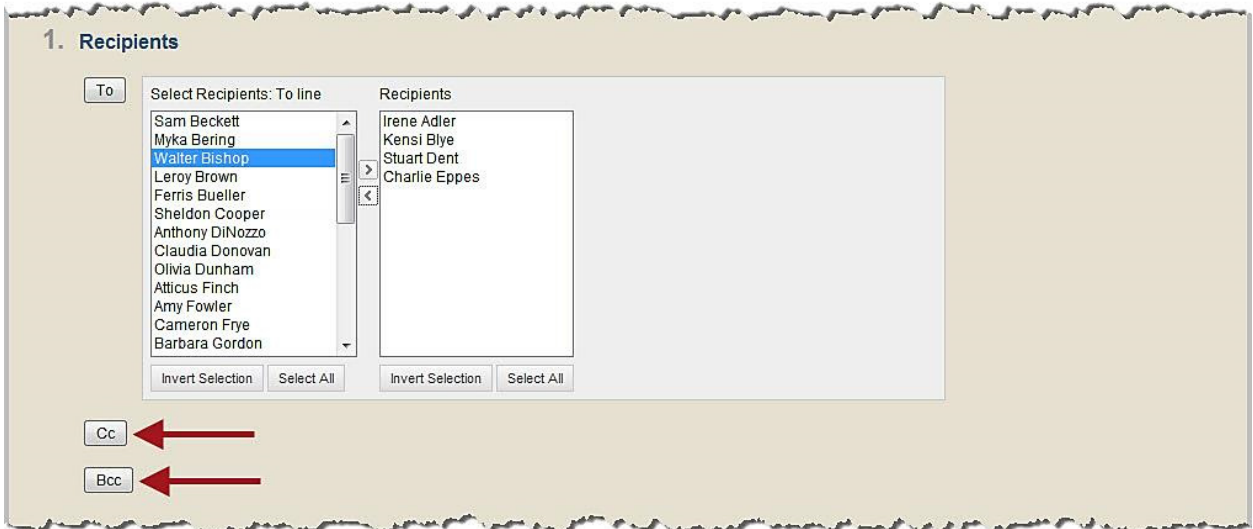 1. Recipients
To
Select Recipients: To line
Sam Beckett
Myka Bering
Walter Bishop
Leroy Brown
Ferris Bueller
Sheldon Cooper
Anthony DiNozzo
Claudia Donovan
Olivia Dunham
Atticus Finch
Amy Fowler
Cameron Frye
Barbara Gordon
Invert Selection
Select All
>
<
Recipients
Irene Adler
Kensi Blye
Stuart Dent
Charlie Eppes
Invert Selection
Select All
Cc
Bcc